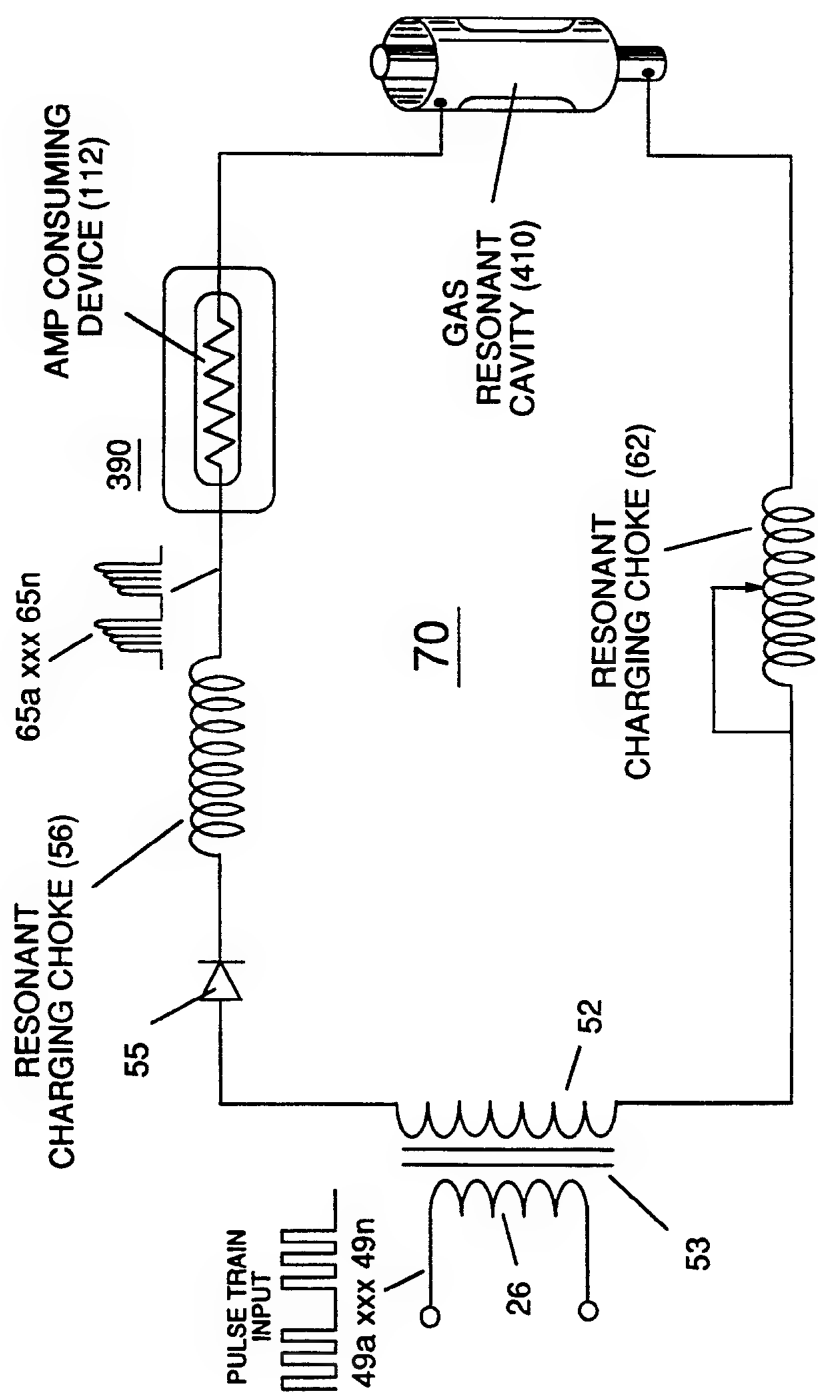 RESONANT
CHARGING CHOKE (56)
65a xxx 65n
390
AMP CONSUMING
DEVICE (112)
55
70
GAS
RESONANT
CAVITY (410)
PULSE TRAIN
INPUT
49a xxx 49n
26
53
52
RESONANT
CHARGING CHOKE (62)